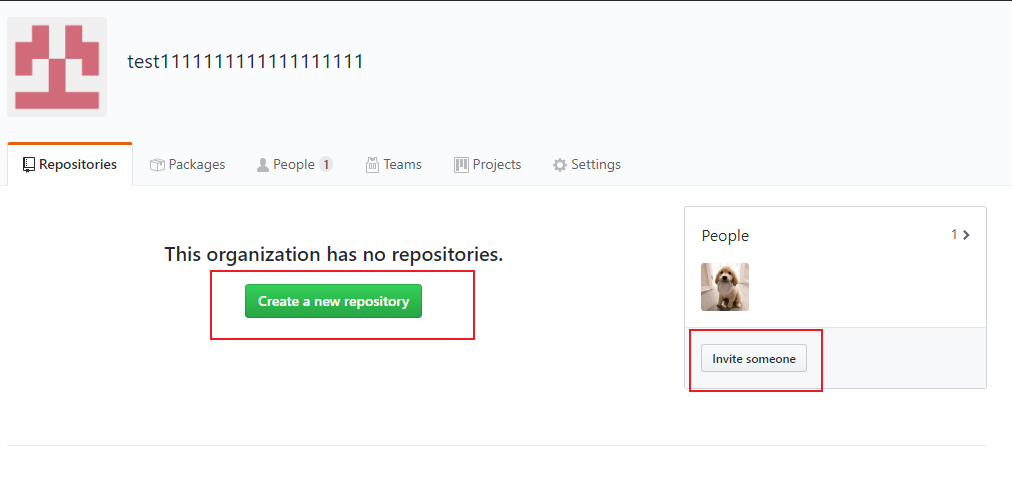 test1111111111111111111
Repositories
Packages
People 1
Teams
Projects
Settings
This organization has no repositories.
Create a new repository
People
1
Invite someone